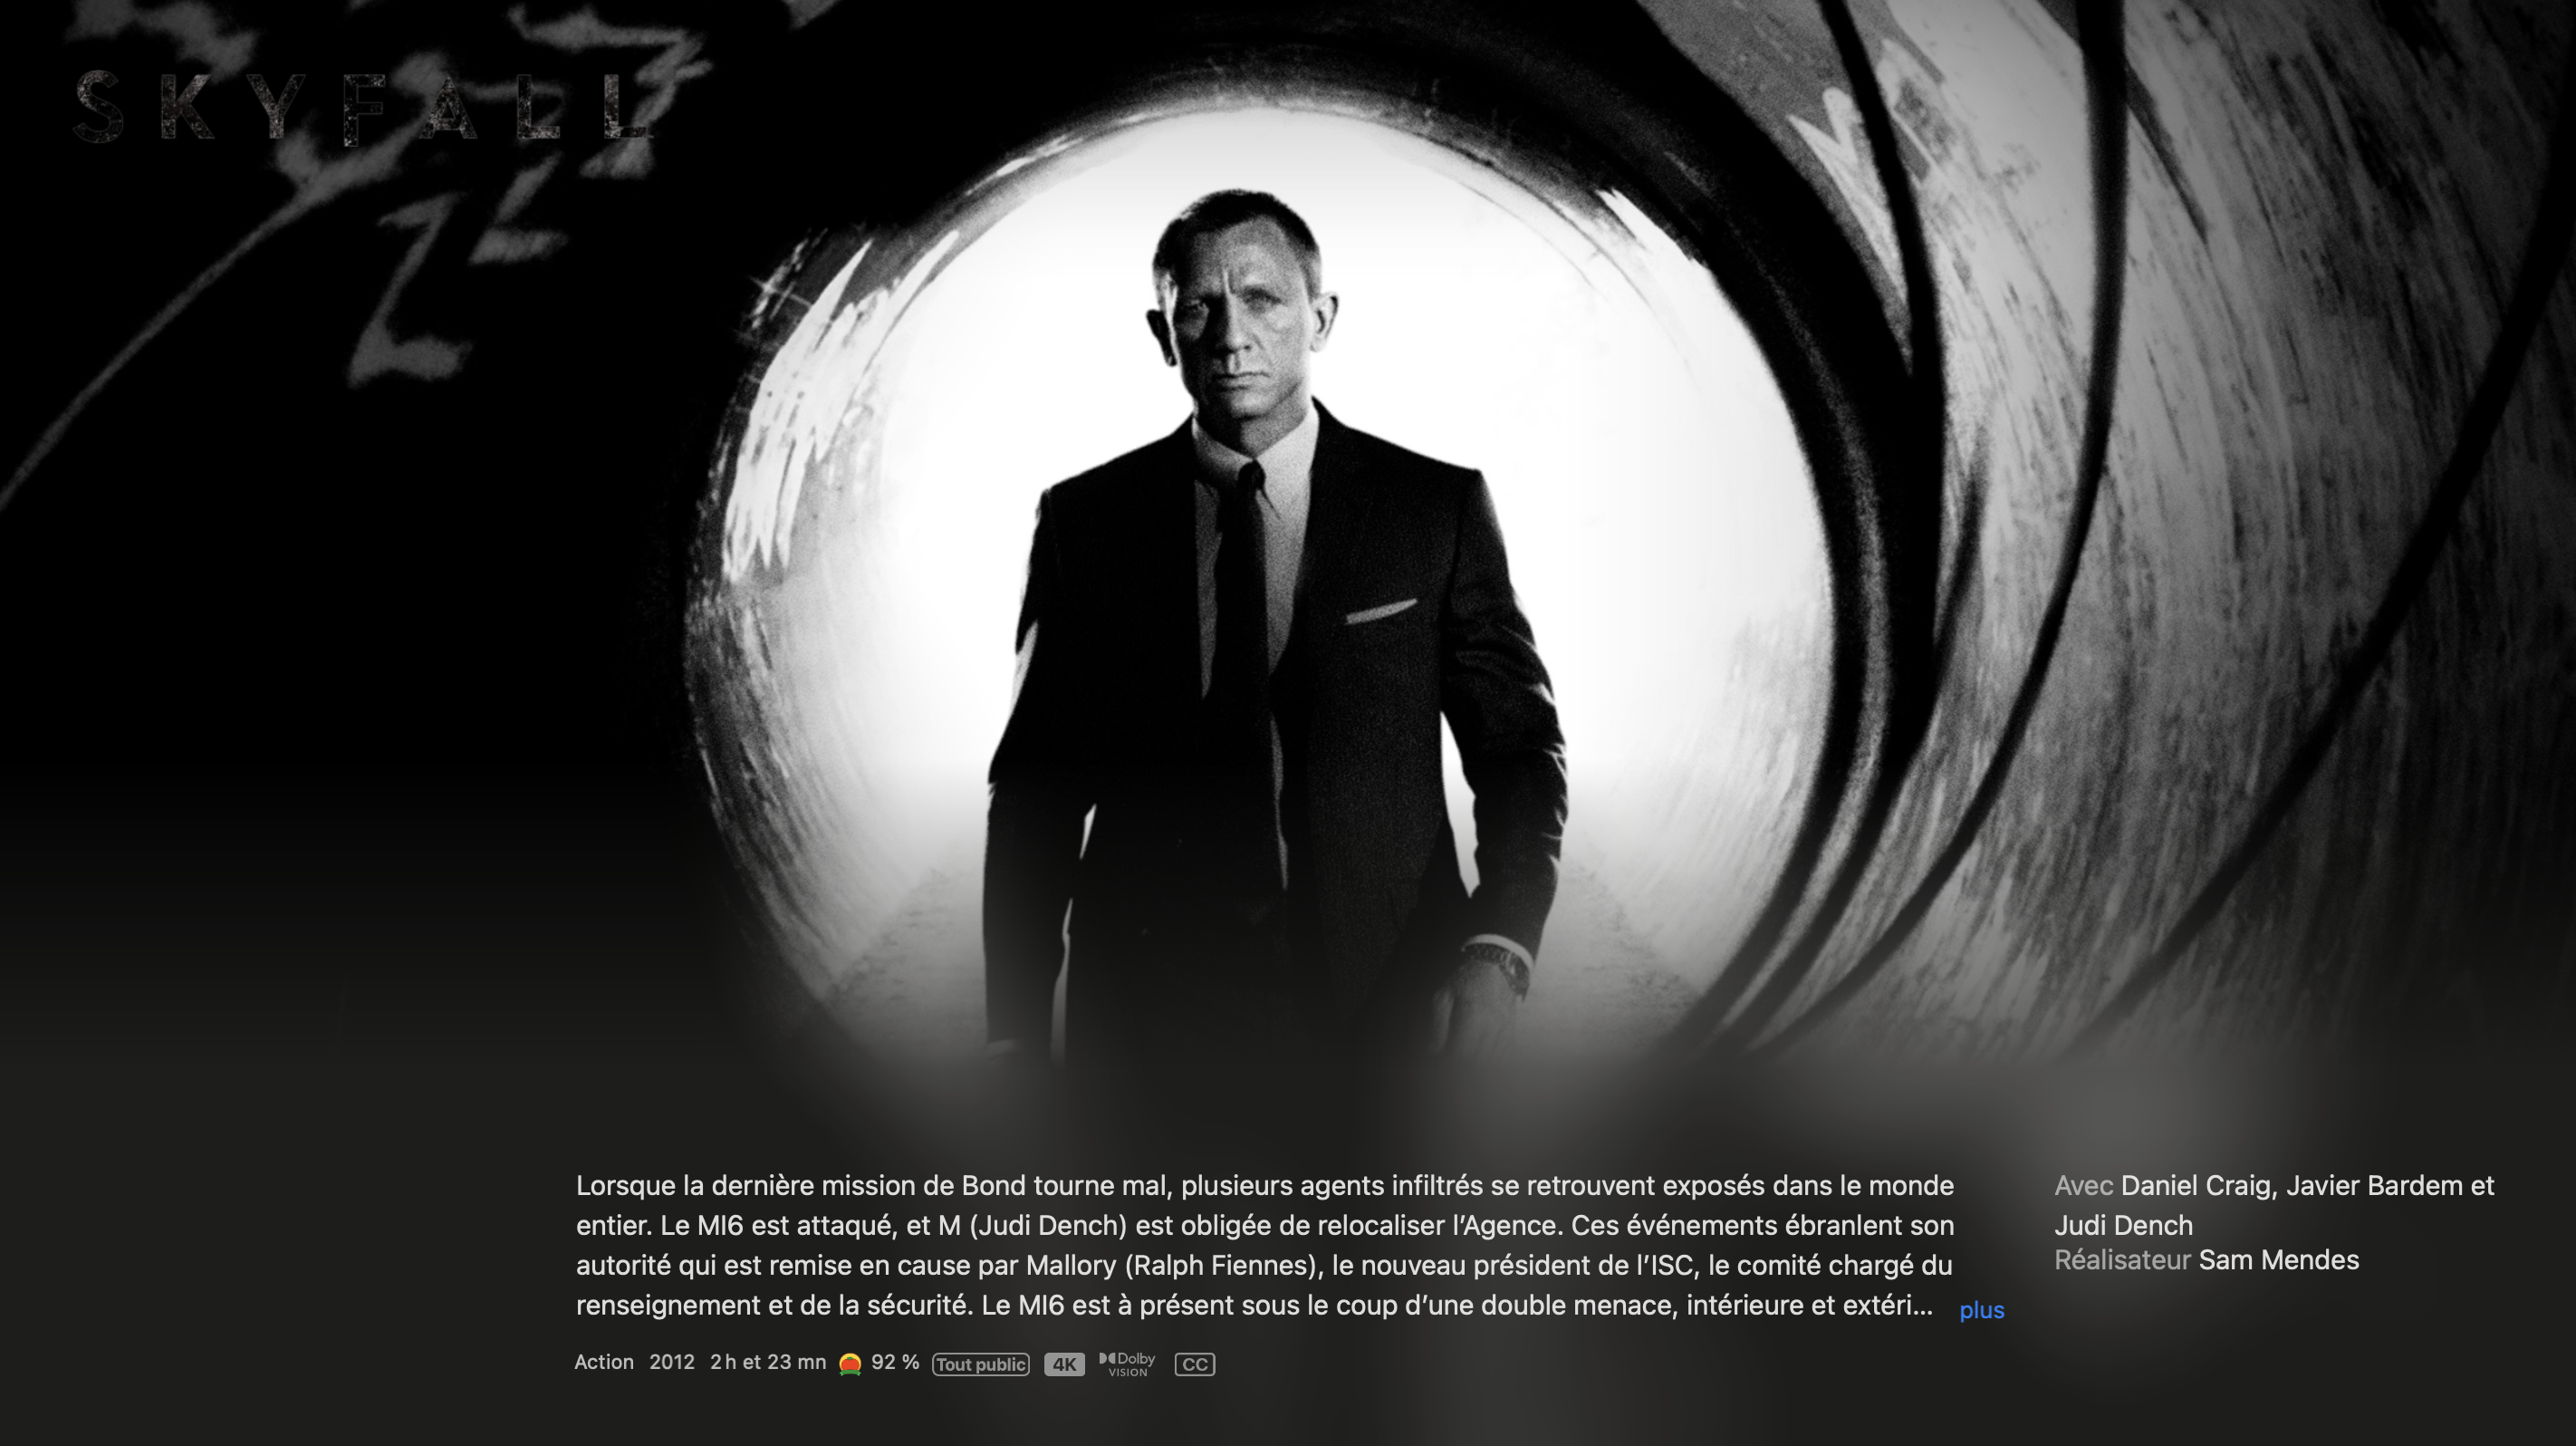 SKYFALL
Lorsque la dernière mission de Bond tourne mal, plusieurs agents infiltrés se retrouvent exposés dans le monde
entier. Le MI6 est attaqué, et M (Judi Dench) est obligée de relocaliser l’Agence. Ces événements ébranlent son
autorité qui est remise en cause par Mallory (Ralph Fiennes), le nouveau président de l’ISC, le comité chargé du
renseignement et de la sécurité. Le MI6 est à présent sous le coup d’une double menace, intérieure et extéri... plus
Avec Daniel Craig, Javier Bardem et
Judi Dench
Réalisateur Sam Mendes
Action 2012 2 h et 23 mn 92 % Tout public 4K Dolby VISION CC